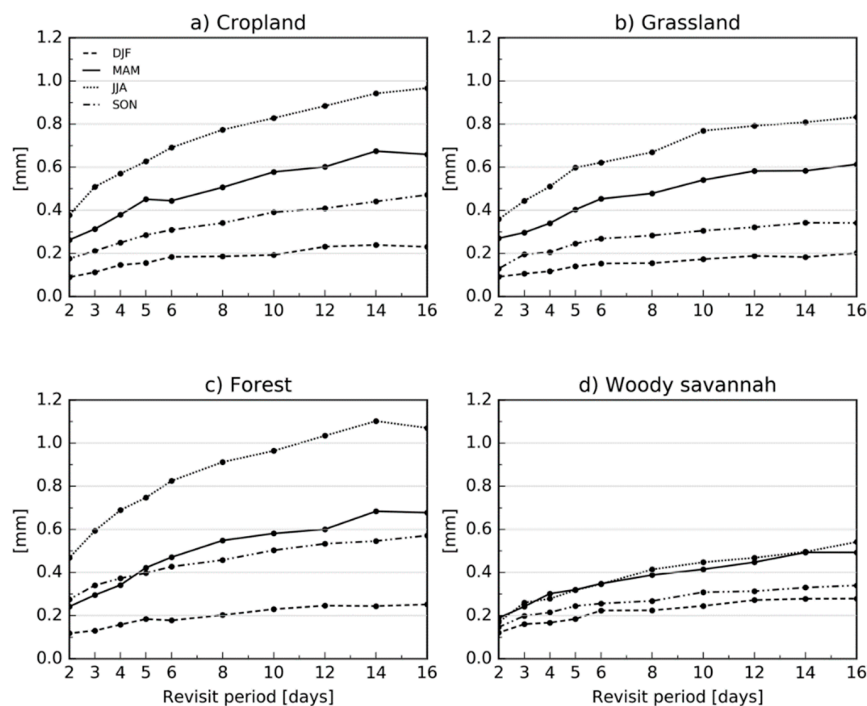 a) Cropland
b) Grassland
[mm]
1.2
1.0
0.8
0.6
0.4
0.2
0.0
DJF
MAM
JJA
SON
2 3 4 5 6 8 10 12 14 16
[mm]
1.2
1.0
0.8
0.6
0.4
0.2
0.0
2 3 4 5 6 8 10 12 14 16
c) Forest
d) Woody savannah
[mm]
1.2
1.0
0.8
0.6
0.4
0.2
0.0
2 3 4 5 6 8 10 12 14 16
Revisit period [days]
[mm]
1.2
1.0
0.8
0.6
0.4
0.2
0.0
2 3 4 5 6 8 10 12 14 16
Revisit period [days]